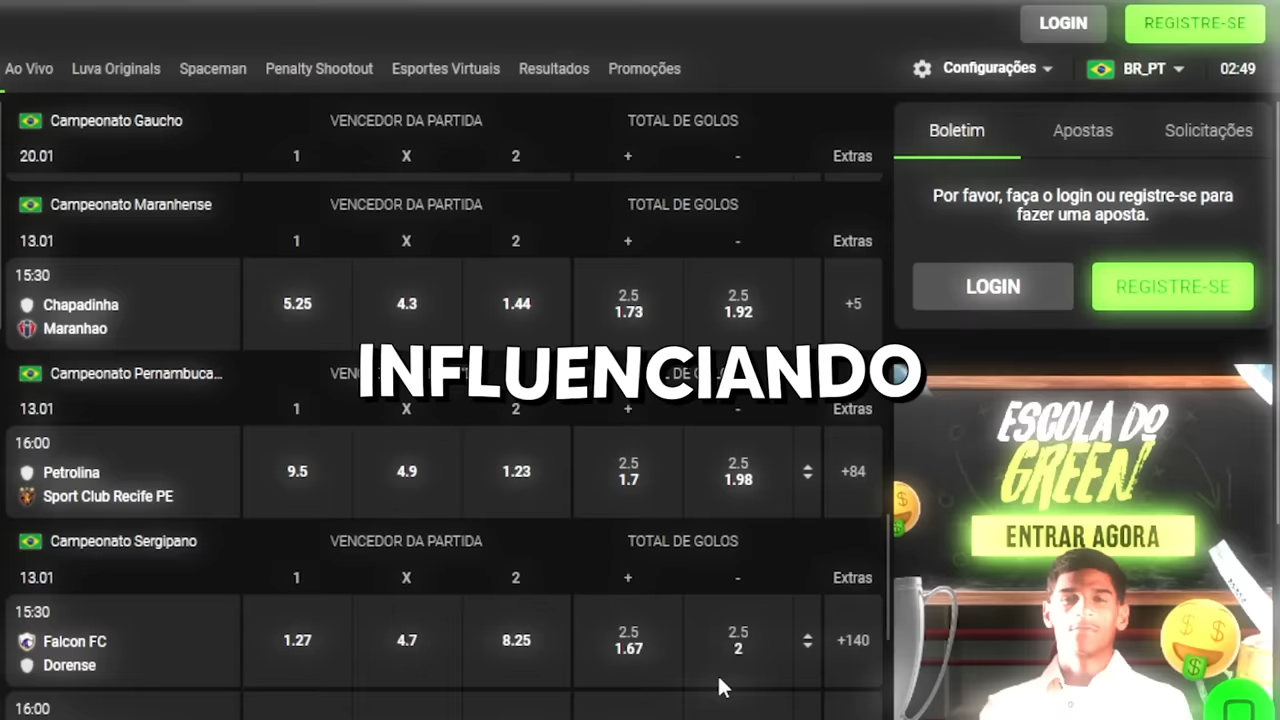 LOGIN
REGISTRE-SE
Ao Vivo Luva Originals Spaceman Penalty Shootout Esportes Virtuais Resultados Promoções
Configurações BR_PT 02:49
Campeonato Gaucho VENCEDOR DA PARTIDA TOTAL DE GOLOS
20.01 1 X 2 + - Extras
Campeonato Maranhense VENCEDOR DA PARTIDA TOTAL DE GOLOS
13.01 1 X 2 + - Extras
15:30
Chapadinha
Maranhao
5.25 4.3 1.44
2.5 2.5
1.73 1.92
+5
Campeonato Pernambuca...
INFLUENCIANDO
13.01 1 X 2 + - Extras
16:00
Petrolina
Sport Club Recife PE
9.5 4.9 1.23
2.5 2.5
1.7 1.98
+84
Campeonato Sergipano VENCEDOR DA PARTIDA TOTAL DE GOLOS
13.01 1 X 2 + - Extras
15:30
Falcon FC
Dorense
1.27 4.7 8.25
2.5 2.5
1.67 2
+140
16:00
Boletim Apostas Solicitações
Por favor, faça o login ou registre-se para
fazer uma aposta.
LOGIN REGISTRE-SE
ESCOLA DO
GREEN
ENTRAR AGORA